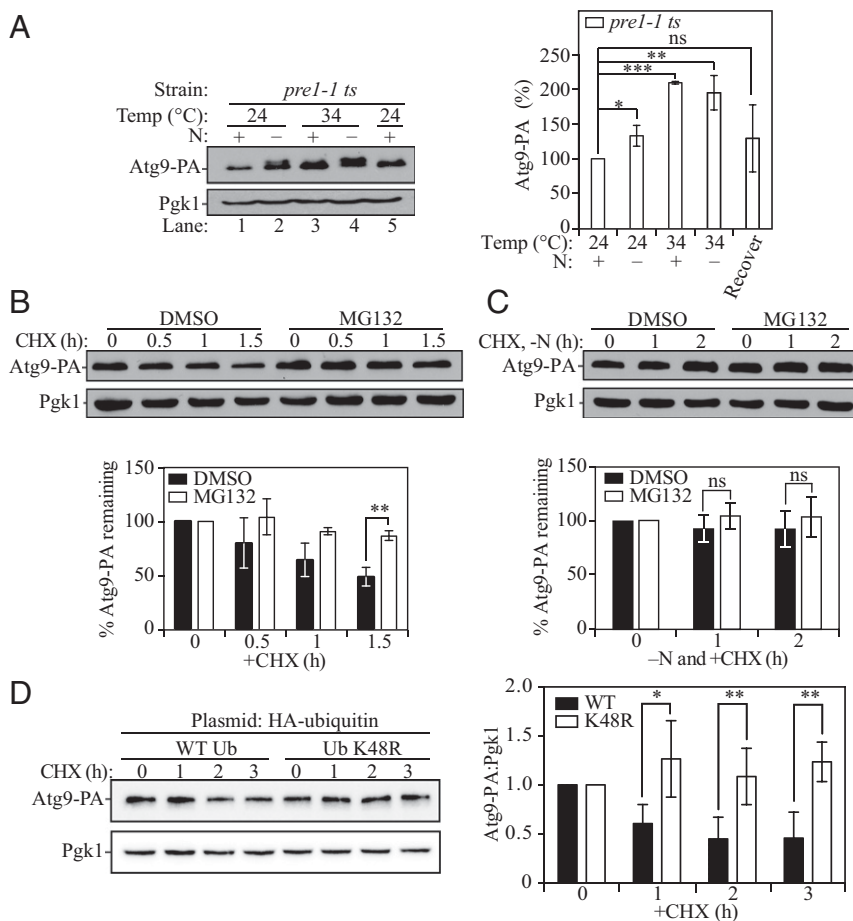 A
Strain: pre1-1 ts
Temp (°C): 24 34 24
N: + − + − +
Atg9-PA
Pgk1
Lane: 1 2 3 4 5
pre1-1 ts
ns
**
***
*
Atg9-PA (%)
250
200
150
100
50
0
Temp (°C): 24 24 34 34 Recover
N: + − + −
B
DMSO MG132
CHX (h): 0 0.5 1 1.5 0 0.5 1 1.5
Atg9-PA
Pgk1
% Atg9-PA remaining
150
100
50
0
DMSO
MG132
**
0 0.5 1 1.5
+CHX (h)
C
DMSO MG132
CHX, -N (h): 0 1 2 0 1 2
Atg9-PA
Pgk1
% Atg9-PA remaining
150
100
50
0
DMSO
MG132
ns ns
0 1 2
−N and +CHX (h)
D
Plasmid: HA-ubiquitin
WT Ub Ub K48R
CHX (h): 0 1 2 3 0 1 2 3
Atg9-PA
Pgk1
Atg9-PA:Pgk1
2.0
1.5
1.0
0.5
0
WT
K48R
* ** **
0 1 2 3
+CHX (h)